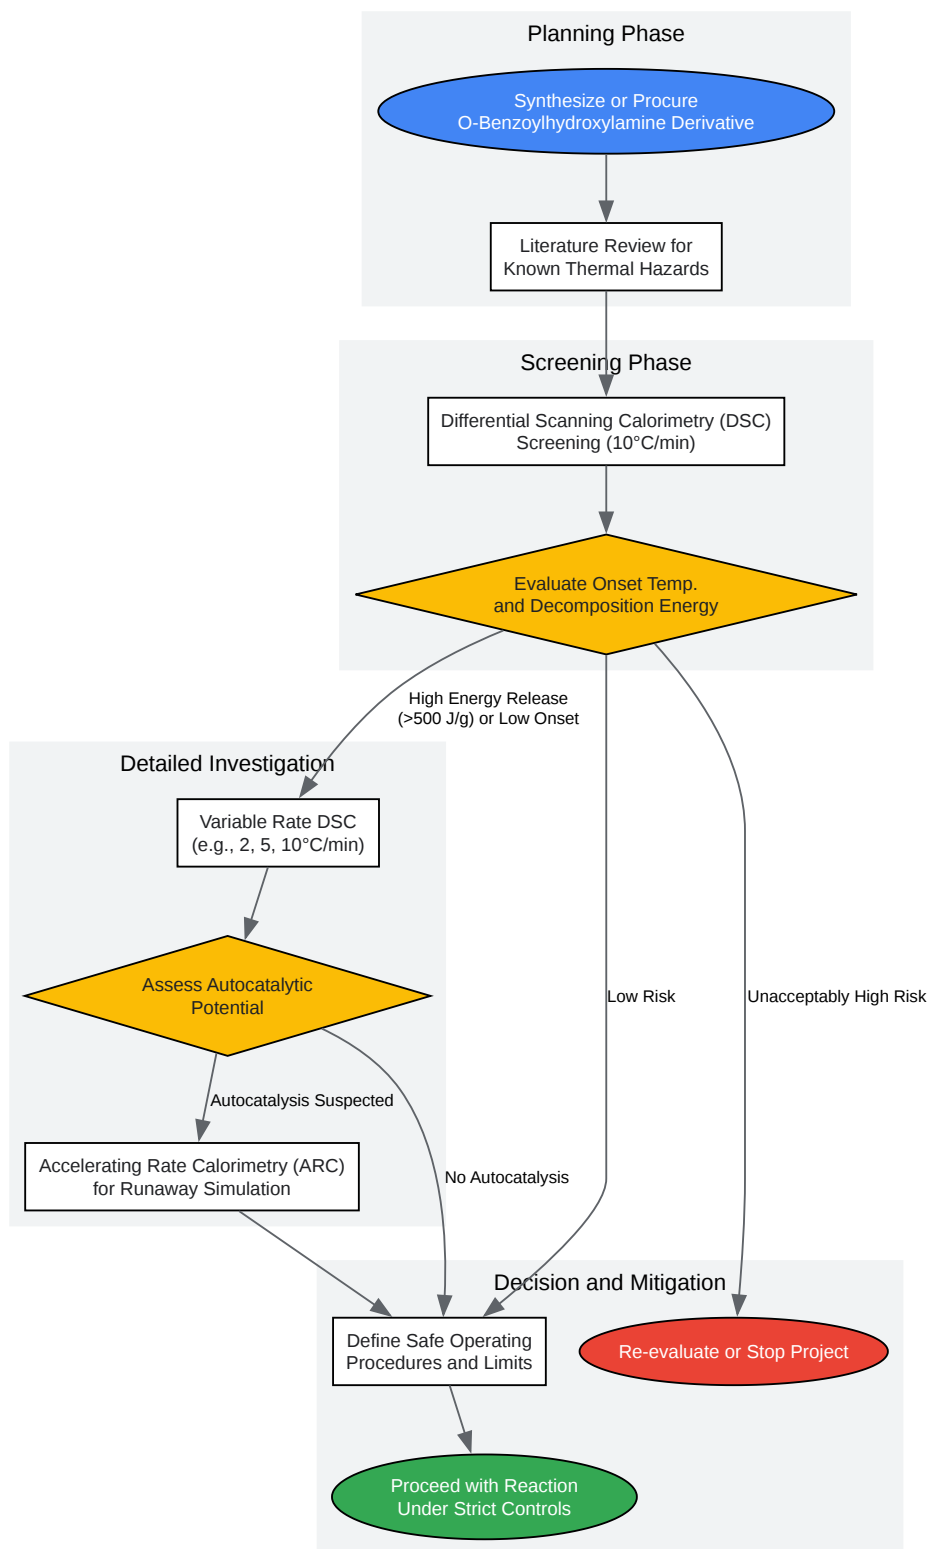 Planning Phase
Synthesize or Procure
O-Benzoylhydroxylamine Derivative
Literature Review for
Known Thermal Hazards
Screening Phase
Differential Scanning Calorimetry (DSC)
Screening (10°C/min)
Evaluate Onset Temp.
and Decomposition Energy
High Energy Release
(>500 J/g) or Low Onset
Detailed Investigation
Variable Rate DSC
(e.g., 2, 5, 10°C/min)
Assess Autocatalytic
Potential
Low Risk
Unacceptably High Risk
Autocatalysis Suspected
Accelerating Rate Calorimetry (ARC)
for Runaway Simulation
No Autocatalysis
Decision and Mitigation
Define Safe Operating
Procedures and Limits
Re-evaluate or Stop Project
Proceed with Reaction
Under Strict Controls